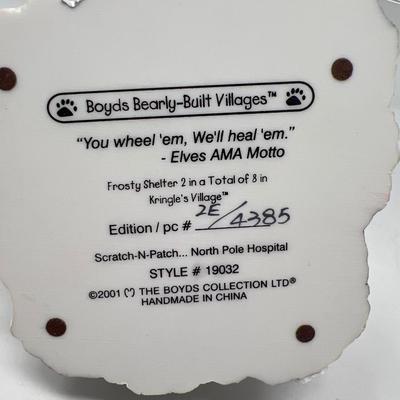 Boyds Bearly-Built Villages™
"You wheel 'em, We'll heal 'em."
- Elves AMA Motto
Frosty Shelter 2 in a Total of 8 in
Kringle's Village™
Edition / pc # 2E/4385
Scratch-N-Patch... North Pole Hospital
STYLE # 19032
©2001 (") THE BOYDS COLLECTION LTD®
HANDMADE IN CHINA